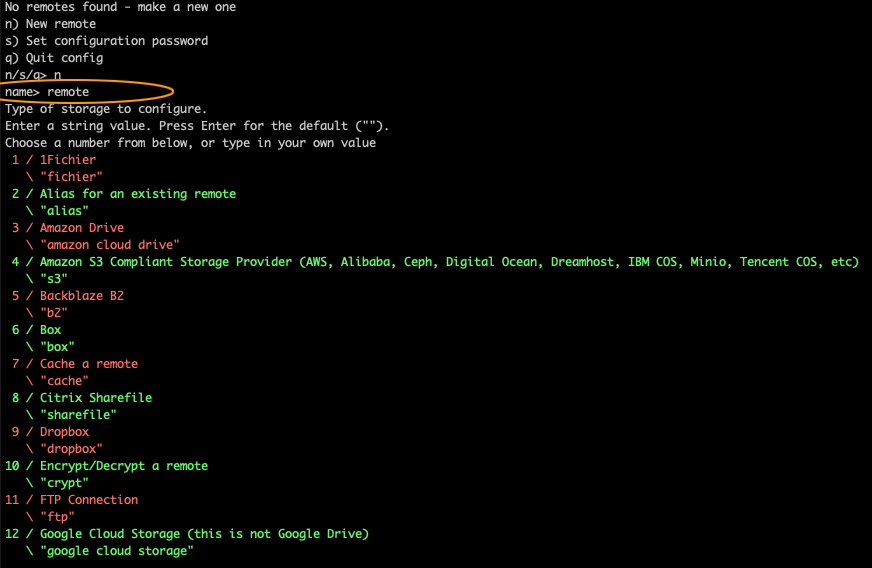 No remotes found - make a new one
n) New remote
s) Set configuration password
q) Quit config
n/s/q> n
name> remote
Type of storage to configure.
Enter a string value. Press Enter for the default ("").
Choose a number from below, or type in your own value
 1 / 1Fichier
   \ "fichier"
 2 / Alias for an existing remote
   \ "alias"
 3 / Amazon Drive
   \ "amazon cloud drive"
 4 / Amazon S3 Compliant Storage Provider (AWS, Alibaba, Ceph, Digital Ocean, Dreamhost, IBM COS, Minio, Tencent COS, etc)
   \ "s3"
 5 / Backblaze B2
   \ "b2"
 6 / Box
   \ "box"
 7 / Cache a remote
   \ "cache"
 8 / Citrix Sharefile
   \ "sharefile"
 9 / Dropbox
   \ "dropbox"
10 / Encrypt/Decrypt a remote
   \ "crypt"
11 / FTP Connection
   \ "ftp"
12 / Google Cloud Storage (this is not Google Drive)
   \ "google cloud storage"